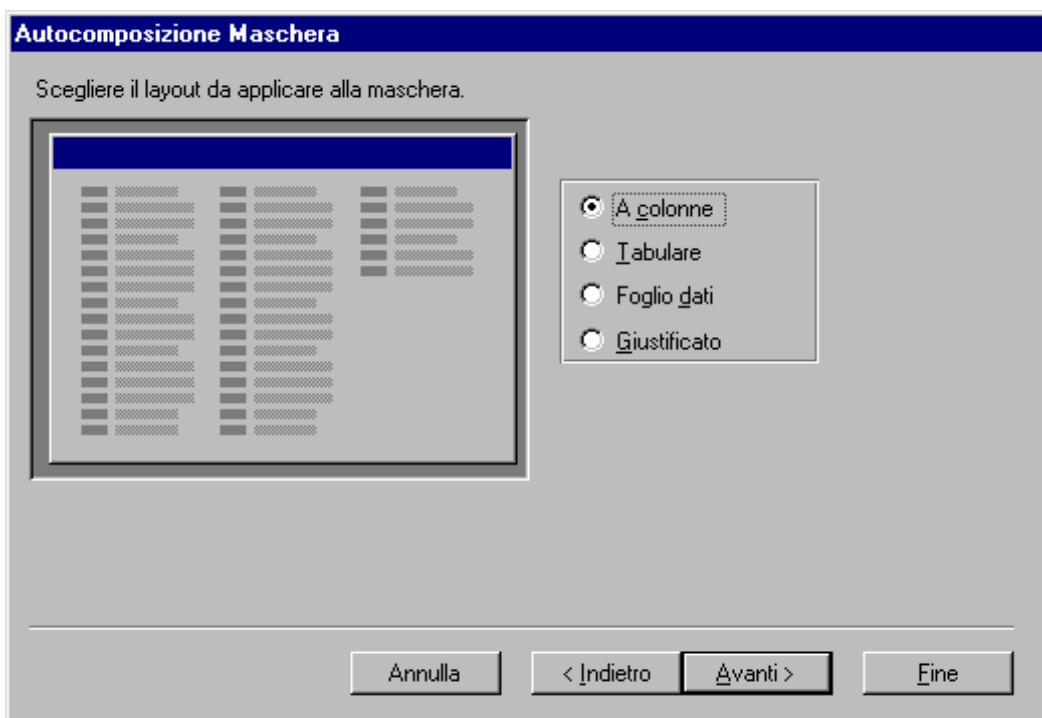 Autocomposizione Maschera
Scegliere il layout da applicare alla maschera.
A colonne
Tabulare
Foglio dati
Giustificato
Annulla
< Indietro
Avanti >
Fine